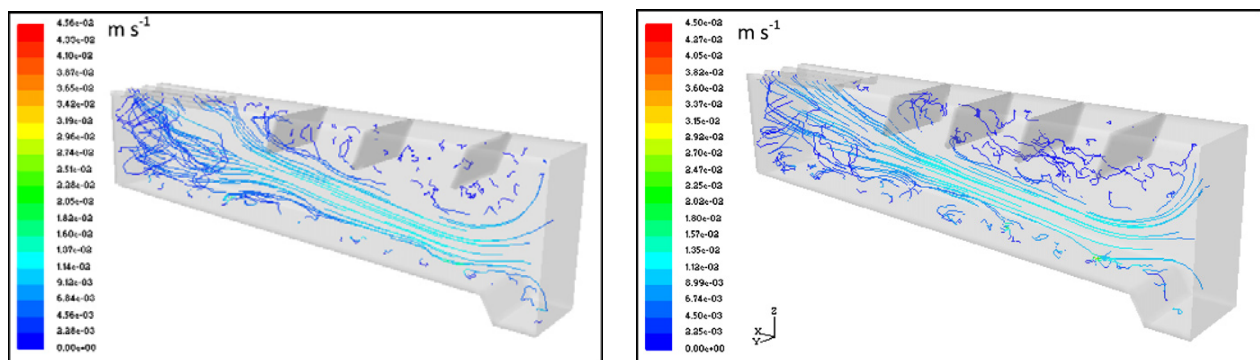 4.56e-02
4.33e-02
4.10e-02
3.87e-02
3.65e-02
3.42e-02
3.19e-02
2.96e-02
2.74e-02
2.51e-02
2.28e-02
2.05e-02
1.82e-02
1.60e-02
1.37e-02
1.14e-02
9.12e-03
6.84e-03
4.56e-03
2.28e-03
0.00e+00
m s⁻¹
4.50e-02
4.27e-02
4.05e-02
3.82e-02
3.60e-02
3.37e-02
3.15e-02
2.92e-02
2.70e-02
2.47e-02
2.25e-02
2.02e-02
1.80e-02
1.57e-02
1.35e-02
1.12e-02
8.99e-03
6.74e-03
4.50e-03
2.25e-03
0.00e+00
m s⁻¹
Z
X
Y